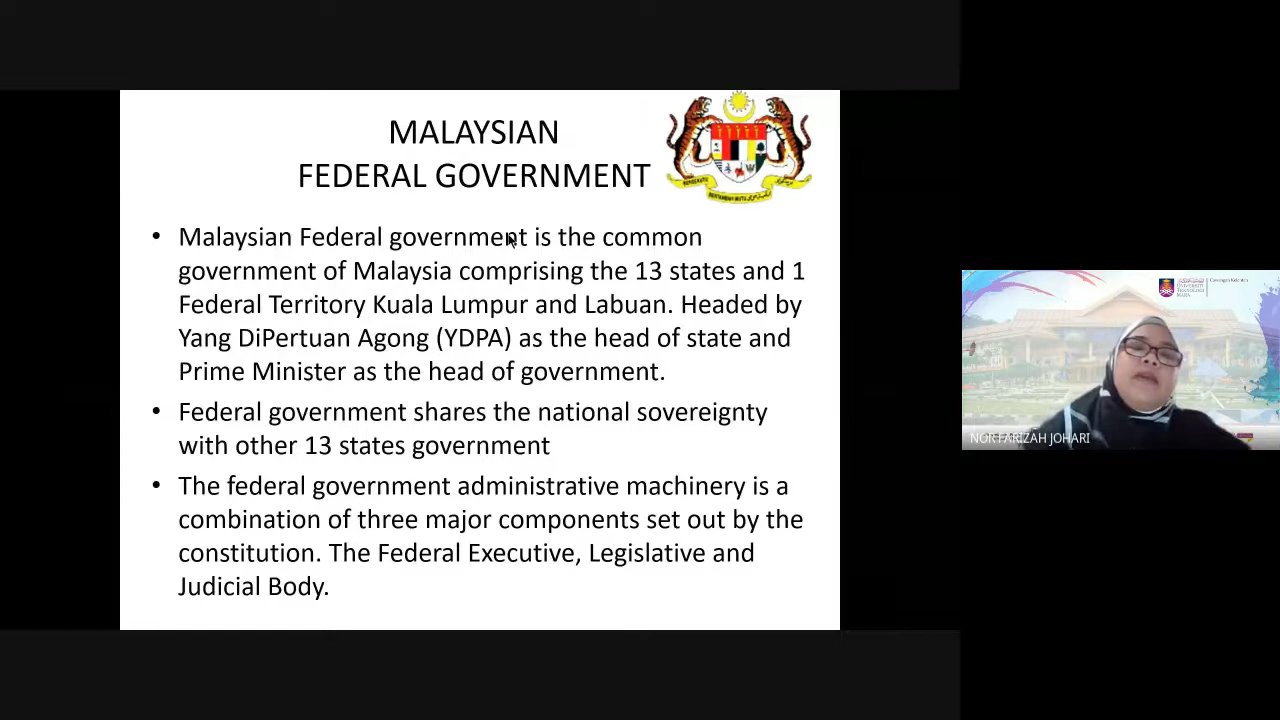 MALAYSIAN
FEDERAL GOVERNMENT
• Malaysian Federal government is the common
government of Malaysia comprising the 13 states and 1
Federal Territory Kuala Lumpur and Labuan. Headed by
Yang DiPertuan Agong (YDPA) as the head of state and
Prime Minister as the head of government.
• Federal government shares the national sovereignty
with other 13 states government
• The federal government administrative machinery is a
combination of three major components set out by the
constitution. The Federal Executive, Legislative and
Judicial Body.
UNIVERSITI
TEKNOLOGI
MARA
NOR FARIZAH JOHARI